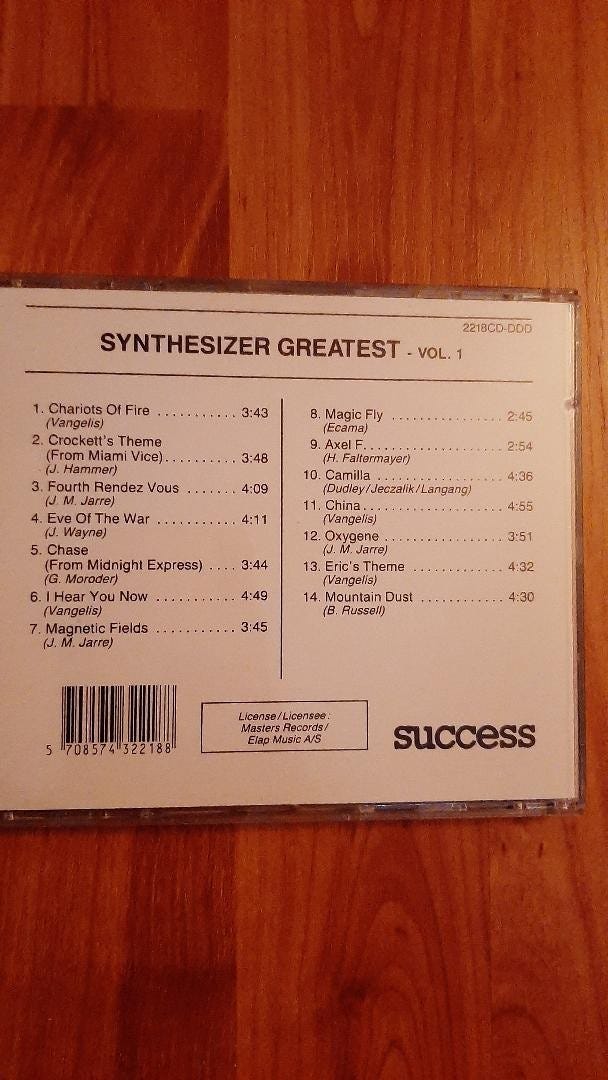 2218CD-DDD
SYNTHESIZER GREATEST - VOL. 1
1. Chariots Of Fire ........... 3:43
(Vangelis)
2. Crockett's Theme
(From Miami Vice) .......... 3:48
(J. Hammer)
3. Fourth Rendez Vous ....... 4:09
(J. M. Jarre)
4. Eve Of The War ........... 4:11
(J. Wayne)
5. Chase
(From Midnight Express) .... 3:44
(G. Moroder)
6. I Hear You Now ........... 4:49
(Vangelis)
7. Magnetic Fields ........... 3:45
(J. M. Jarre)
8. Magic Fly ................. 2:45
(Ecama)
9. Axel F. .................... 2:54
(H. Faltermayer)
10. Camilla ................... 4:36
(Dudley/Jeczalik/Langang)
11. China ..................... 4:55
(Vangelis)
12. Oxygene .................. 3:51
(J. M. Jarre)
13. Eric's Theme ............. 4:32
(Vangelis)
14. Mountain Dust ............ 4:30
(B. Russell)
5 708574 322188
License/Licensee:
Masters Records/
Elap Music A/S
success